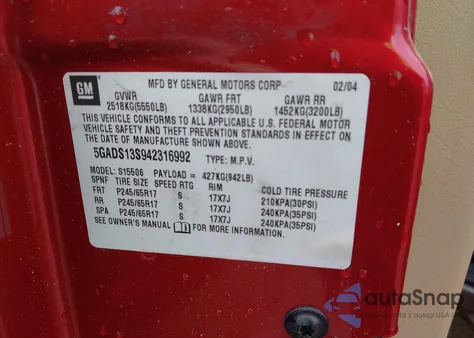 GM
MFD BY GENERAL MOTORS CORP 02/04
GVWR GAWR FRT GAWR RR
2518KG(5550LB) 1338KG(2950LB) 1452KG(3200LB)
THIS VEHICLE CONFORMS TO ALL APPLICABLE U.S. FEDERAL MOTOR
VEHICLE SAFETY AND THEFT PREVENTION STANDARDS IN EFFECT ON
THE DATE OF MANUFACTURE SHOWN ABOVE.
5GADS13S942316992 TYPE: M.P.V.
MODEL: S15506 PAYLOAD = 427KG(942LB)
SPNF TIRE SIZE SPEED RTG RIM COLD TIRE PRESSURE
FRT P245/65R17 S 17X7J 210KPA(30PSI)
RR P245/65R17 S 17X7J 240KPA(35PSI)
SPA P245/65R17 S 17X7J 240KPA(35PSI)
SEE OWNER'S MANUAL FOR MORE INFORMATION
autoSnap
Darmowa historia z aukcji USA i